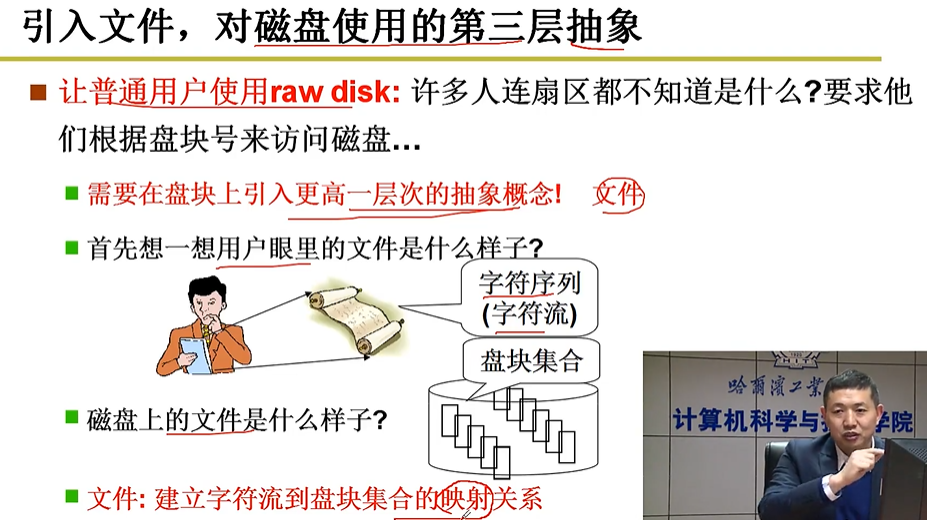 引入文件，对磁盘使用的第三层抽象
让普通用户使用raw disk: 许多人连扇区都不知道是什么?要求他
们根据盘块号来访问磁盘...
需要在盘块上引入更高一层次的抽象概念! 文件
首先想一想用户眼里的文件是什么样子?
字符序列
(字符流)
盘块集合
磁盘上的文件是什么样子?
文件: 建立字符流到盘块集合的映射关系
哈爾濱工業
计算机科学与 学院